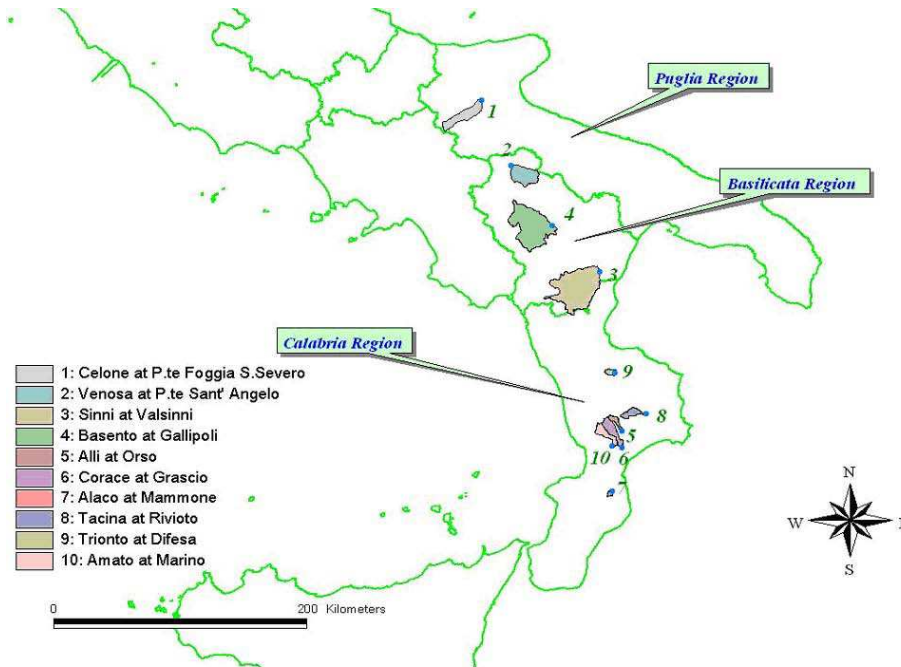 Puglia Region
1
2
Basilicata Region
4
3
Calabria Region
9
8
5
10
6
7
1: Celone at P.te Foggia S.Severo
2: Venosa at P.te Sant' Angelo
3: Sinni at Valsinni
4: Basento at Gallipoli
5: Alli at Orso
6: Corace at Grascio
7: Alaco at Mammone
8: Tacina at Rivioto
9: Trionto at Difesa
10: Amato at Marino
0 200 Kilometers
N
W
S